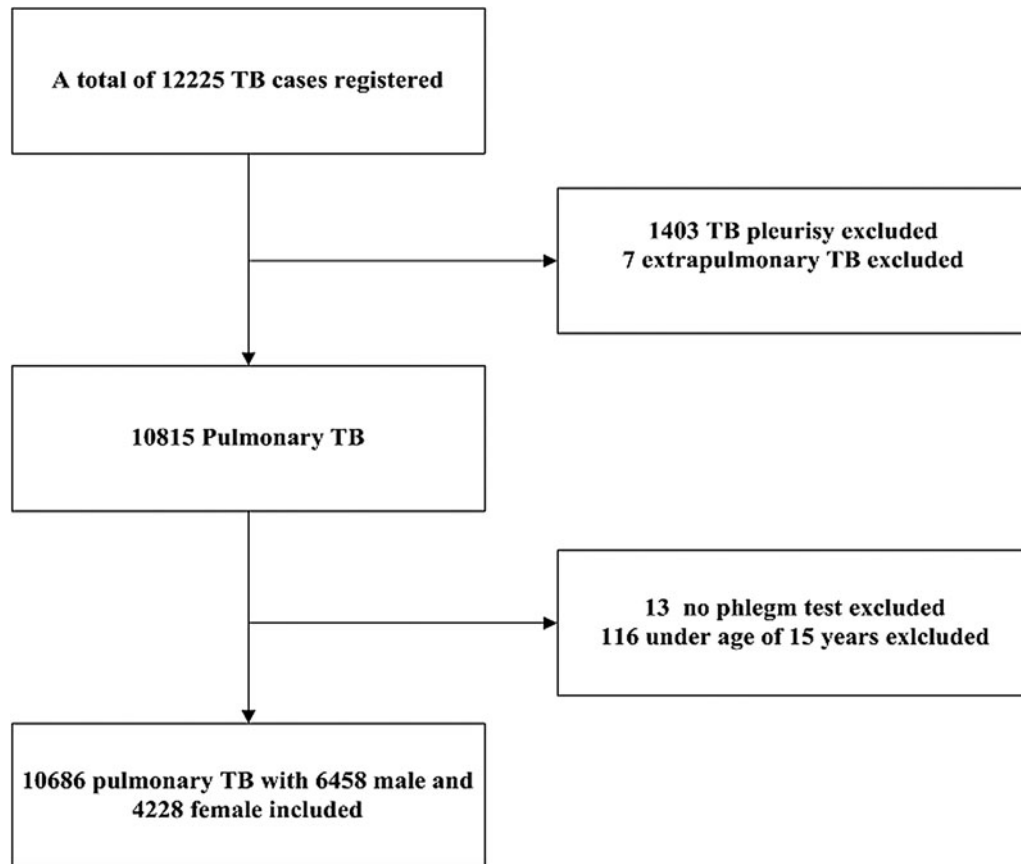 A total of 12225 TB cases registered
1403 TB pleurisy excluded
7 extrapulmonary TB excluded
10815 Pulmonary TB
13 no phlegm test excluded
116 under age of 15 years exlcluded
10686 pulmonary TB with 6458 male and
4228 female included